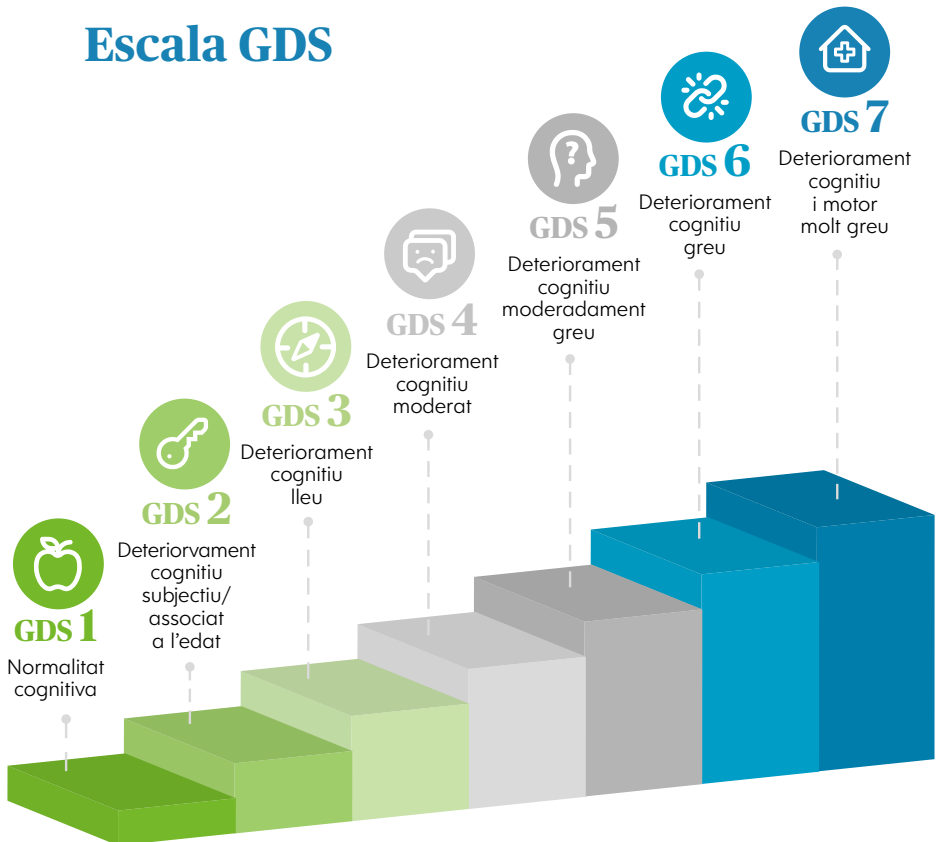 Escala GDS
GDS 1
Normalitat
cognitiva
GDS 2
Deteriorvament
cognitiu
subjectiu/
associat
a l'edat
GDS 3
Deteriorament
cognitiu
lleu
GDS 4
Deteriorament
cognitiu
moderat
GDS 5
Deteriorament
cognitiu
moderadament
greu
GDS 6
Deteriorament
cognitiu
greu
GDS 7
Deteriorament
cognitiu
i motor
molt greu